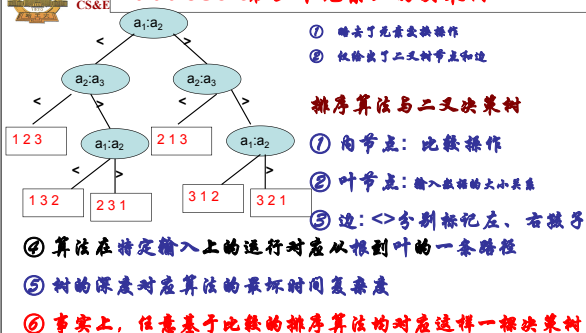 CS&E
a₁:a₂
① 略去了元素交换操作
② 仅给出了二叉树节点和边
<
>
a₂:a₃
a₂:a₃
排序算法与二叉决策树
<
>
<
>
1 2 3
a₁:a₂
2 1 3
a₁:a₂
① 内节点: 比较操作
<
>
<
>
② 叶节点: 输入数据的大小关系
1 3 2
2 3 1
3 1 2
3 2 1
③ 边: <>分别标记左、右孩子
④ 算法在特定输入上的运行对应从根到叶的一条路径
⑤ 树的深度对应算法的最坏时间复杂度
⑥ 事实上，任意基于比较的排序算法均对应这样一棵决策树